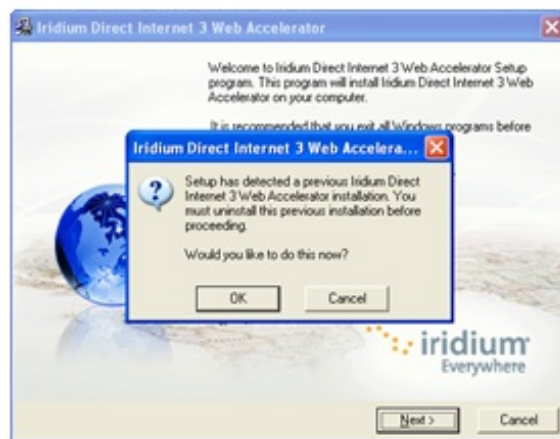 Iridium Direct Internet 3 Web Accelerator
Welcome to Iridium Direct Internet 3 Web Accelerator Setup
program. This program will install Iridium Direct Internet 3 Web
Accelerator on your computer.
It is recommended that you exit all Windows programs before
Iridium Direct Internet 3 Web Accelera...
Setup has detected a previous Iridium Direct
Internet 3 Web Accelerator installation. You
must uninstall this previous installation before
proceeding.
Would you like to do this now?
OK
Cancel
iridium
Everywhere
Next >
Cancel